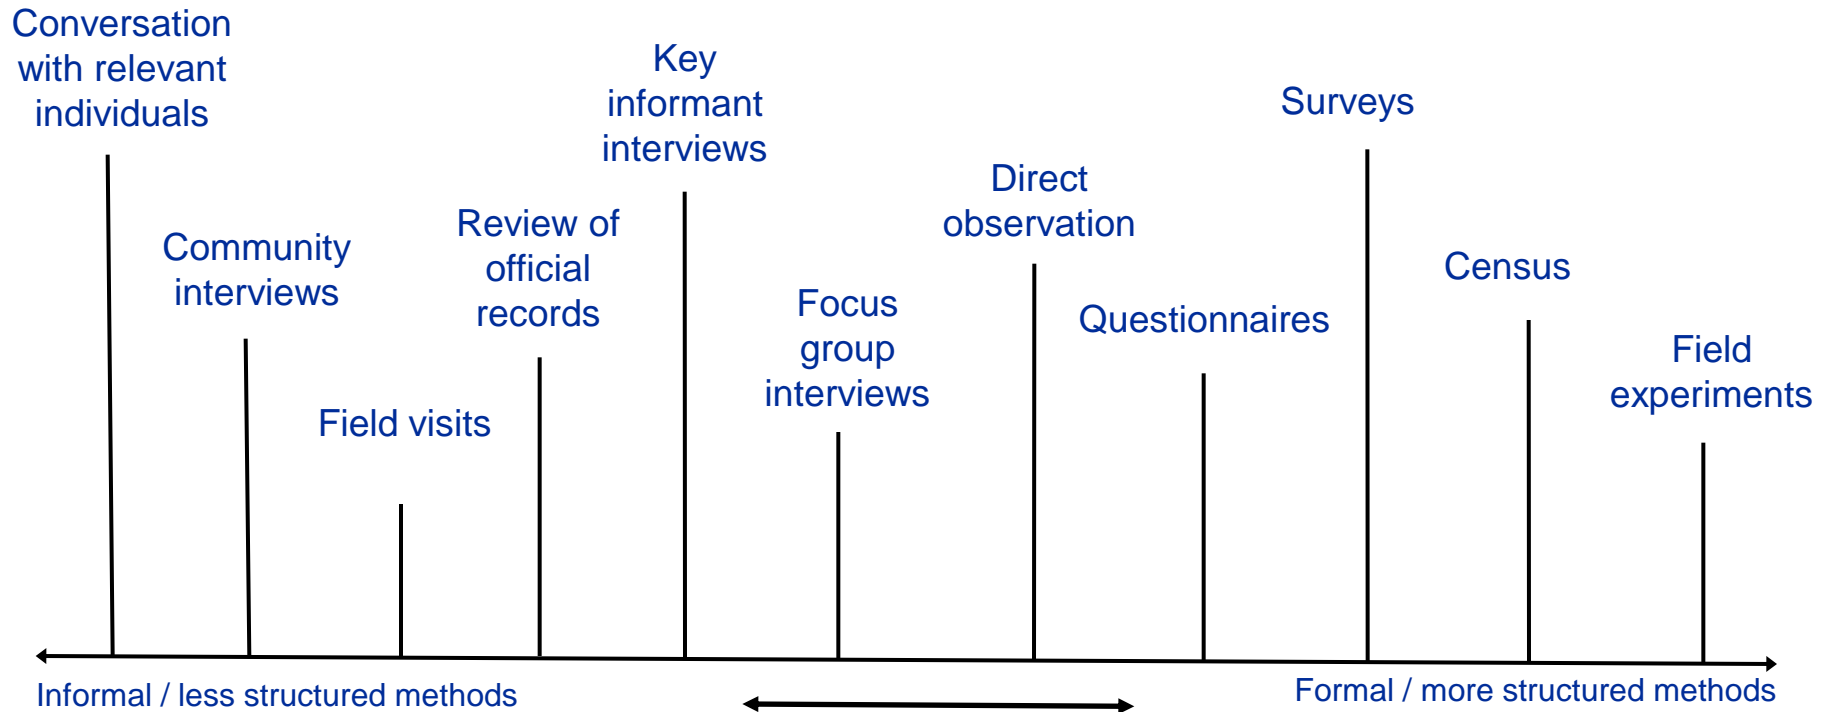 Conversation
with relevant
individuals
Community
interviews
Field visits
Review of
official
records
Key
informant
interviews
Focus
group
interviews
Direct
observation
Questionnaires
Surveys
Census
Field
experiments
Informal / less structured methods
Formal / more structured methods